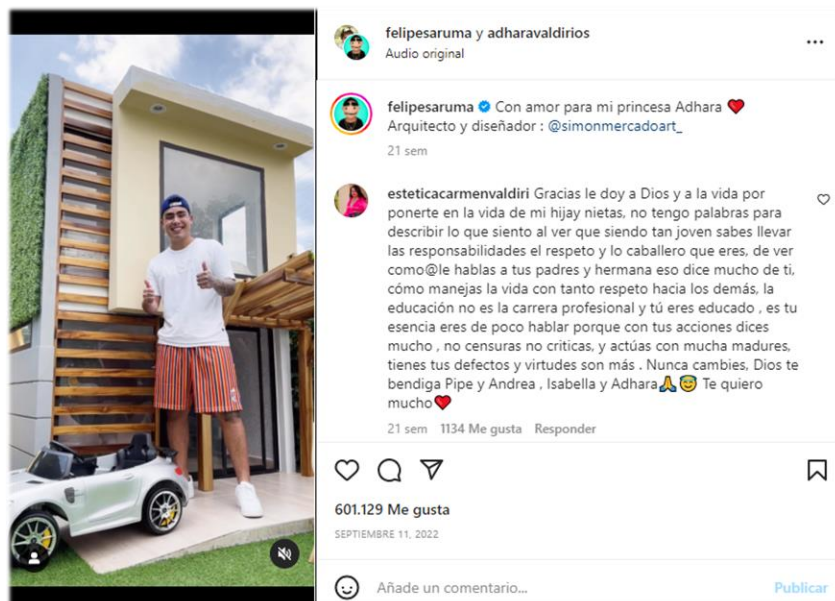 felipesaruma y adharavaldirios
Audio original
felipesaruma Con amor para mi princesa Adhara ❤️
Arquitecto y diseñador : @simonmercadoart_
21 sem
esteticacarmenvaldiri Gracias le doy a Dios y a la vida por
ponerte en la vida de mi hijay nietas, no tengo palabras para
describir lo que siento al ver que siendo tan joven sabes llevar
las responsabilidades el respeto y lo caballero que eres, de ver
como@le hablas a tus padres y hermana eso dice mucho de ti,
cómo manejas la vida con tanto respeto hacia los demás, la
educación no es la carrera profesional y tú eres educado , es tu
esencia eres de poco hablar porque con tus acciones dices
mucho , no censuras no criticas, y actúas con mucha madures,
tienes tus defectos y virtudes son más . Nunca cambies, Dios te
bendiga Pipe y Andrea , Isabella y Adhara🙏😇 Te quiero
mucho❤️
21 sem 1134 Me gusta Responder
601.129 Me gusta
SEPTIEMBRE 11, 2022
Añade un comentario... Publicar